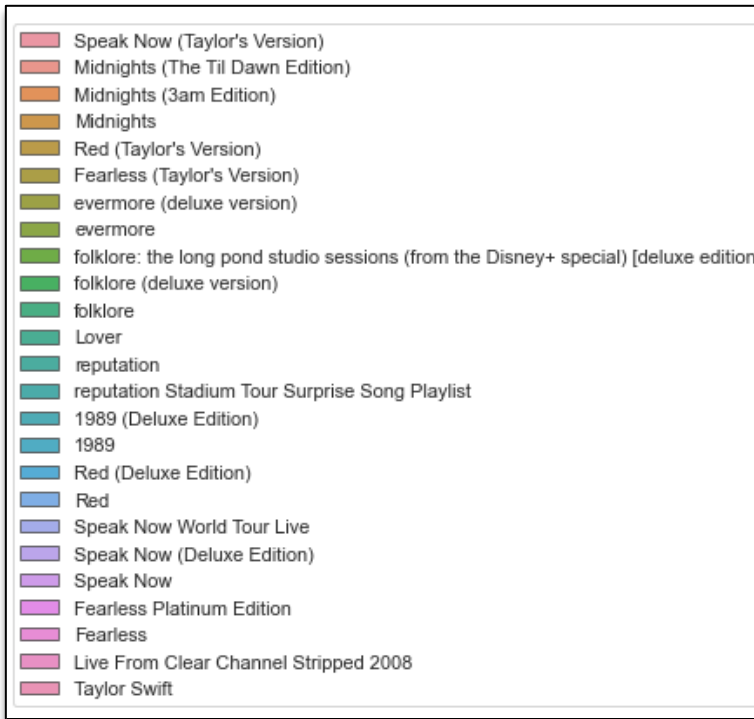 Speak Now (Taylor's Version)
Midnights (The Til Dawn Edition)
Midnights (3am Edition)
Midnights
Red (Taylor's Version)
Fearless (Taylor's Version)
evermore (deluxe version)
evermore
folklore: the long pond studio sessions (from the Disney+ special) [deluxe edition
folklore (deluxe version)
folklore
Lover
reputation
reputation Stadium Tour Surprise Song Playlist
1989 (Deluxe Edition)
1989
Red (Deluxe Edition)
Red
Speak Now World Tour Live
Speak Now (Deluxe Edition)
Speak Now
Fearless Platinum Edition
Fearless
Live From Clear Channel Stripped 2008
Taylor Swift